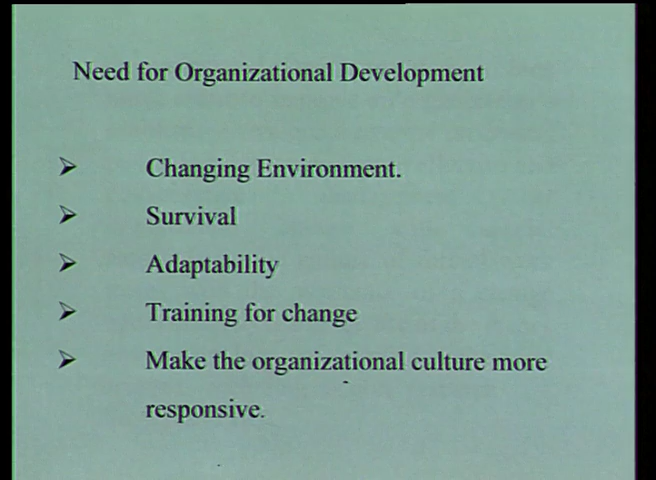 Need for Organizational Development
➢ Changing Environment.
➢ Survival
➢ Adaptability
➢ Training for change
➢ Make the organizational culture more
responsive.